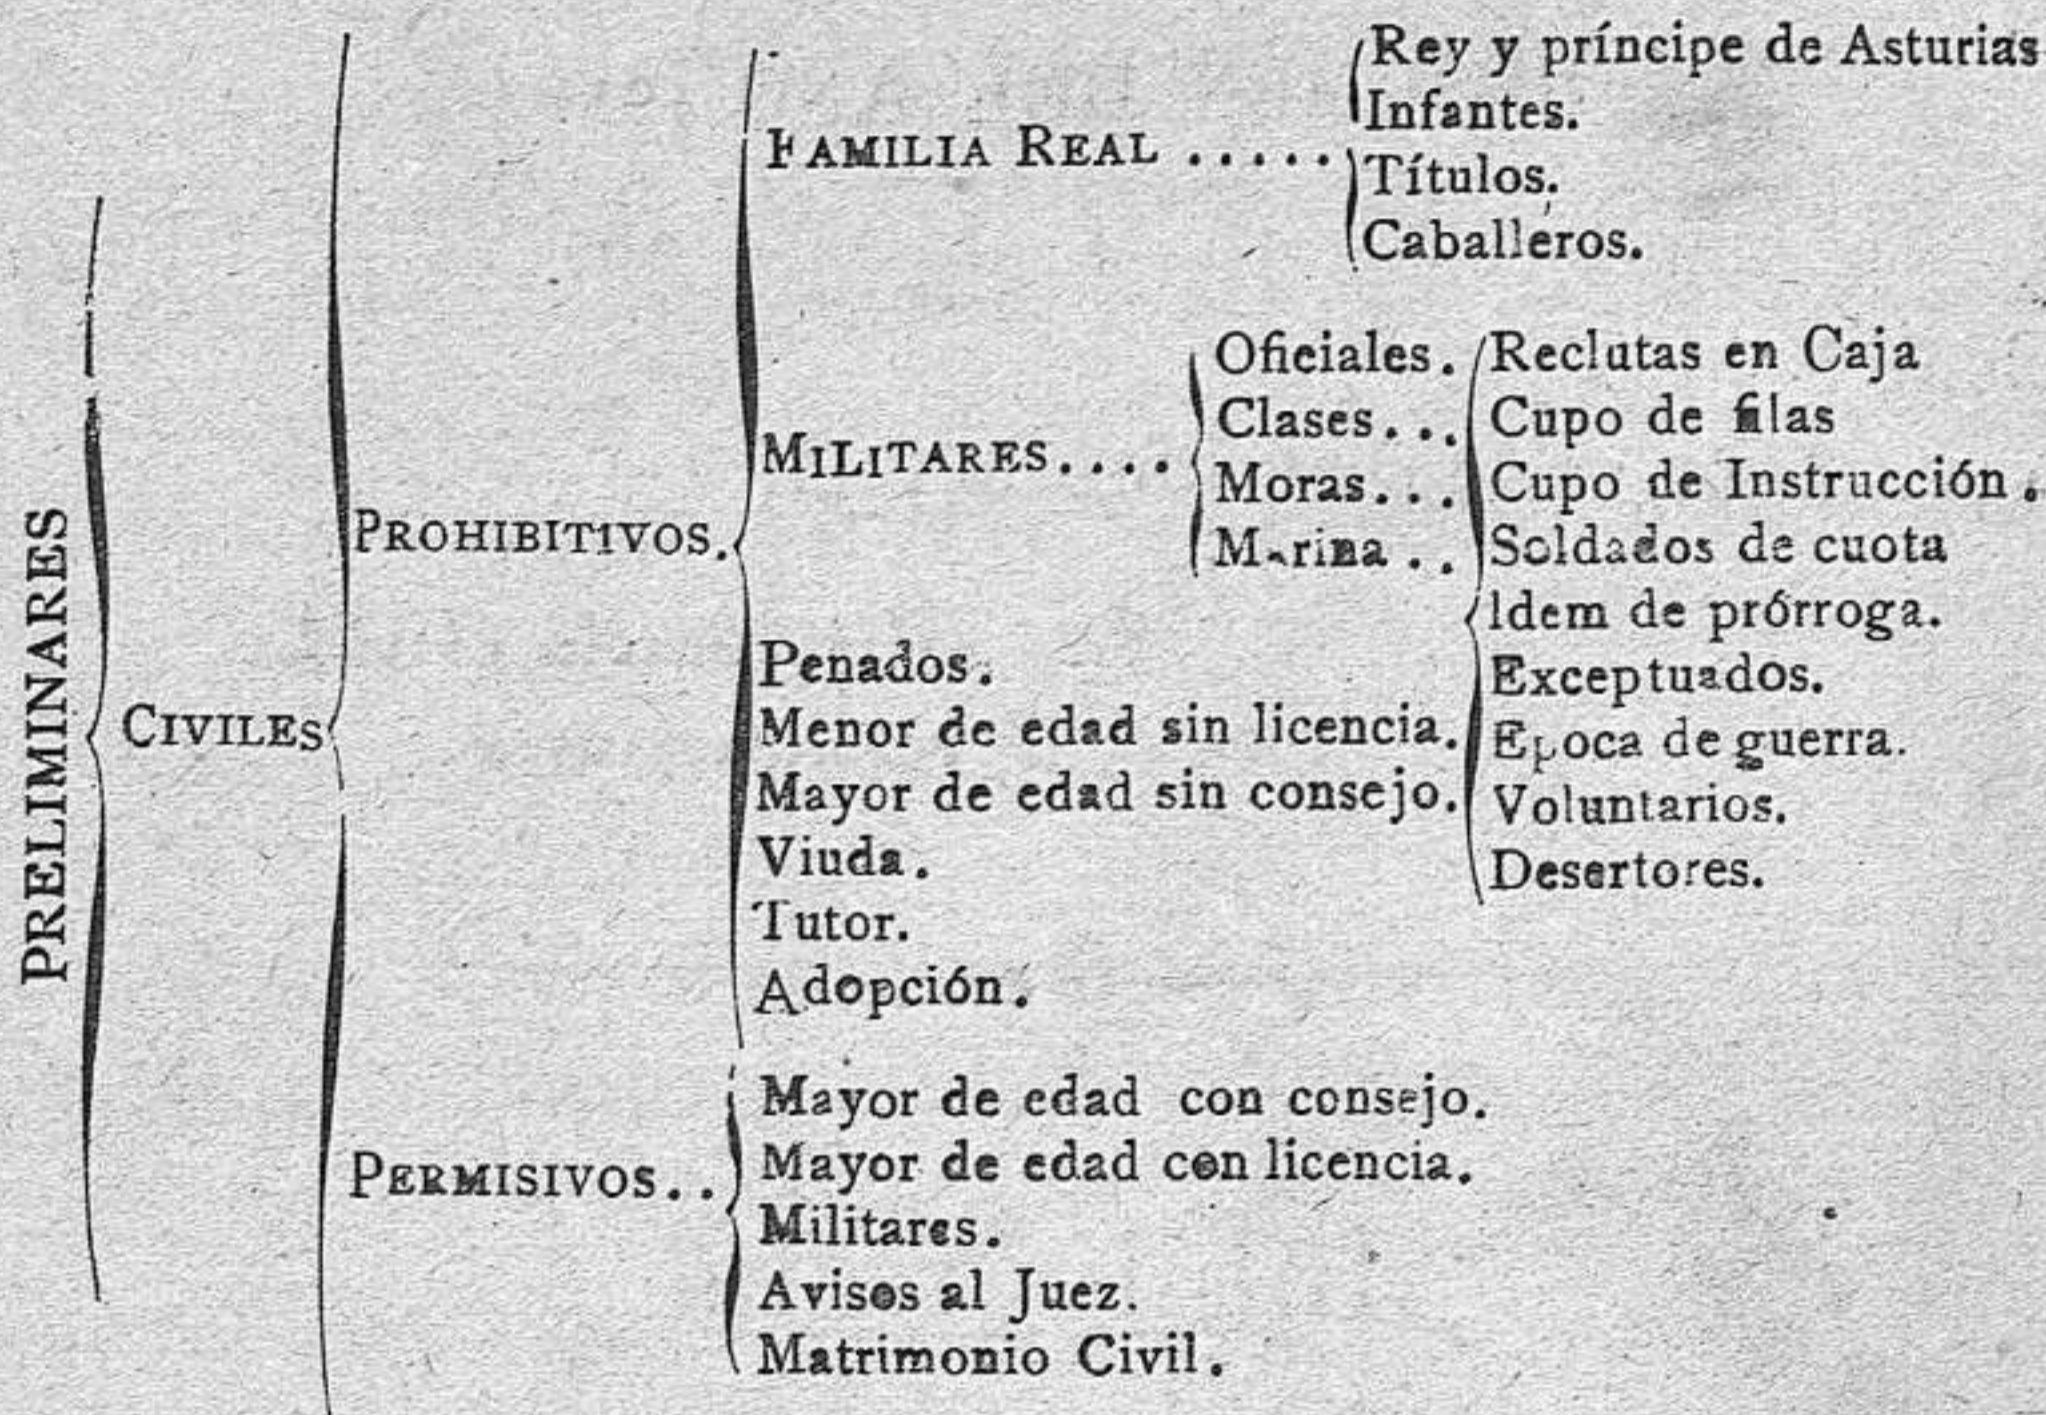 PRELIMINARES
CIVILES
PROHIBITIVOS.
FAMILIA REAL .....
Rey y príncipe de Asturias
Infantes.
Títulos.
Caballeros.
MILITARES....
Oficiales.
Clases...
Moras...
Marina ..
Reclutas en Caja
Cupo de filas
Cupo de Instrucción.
Soldados de cuota
Idem de prórroga.
Exceptuados.
Epoca de guerra.
Voluntarios.
Desertores.
Penados.
Menor de edad sin licencia.
Mayor de edad sin consejo.
Viuda.
Tutor.
Adopción.
PERMISIVOS..
Mayor de edad con consejo.
Mayor de edad con licencia.
Militares.
Avisos al Juez.
Matrimonio Civil.